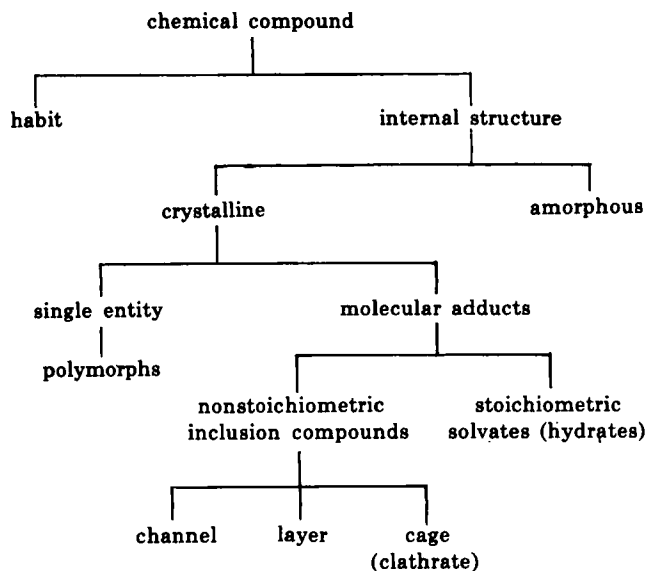 chemical compound
habit
internal structure
crystalline
amorphous
single entity
molecular adducts
polymorphs
nonstoichiometric
inclusion compounds
stoichiometric
solvates (hydrates)
channel
layer
cage
(clathrate)